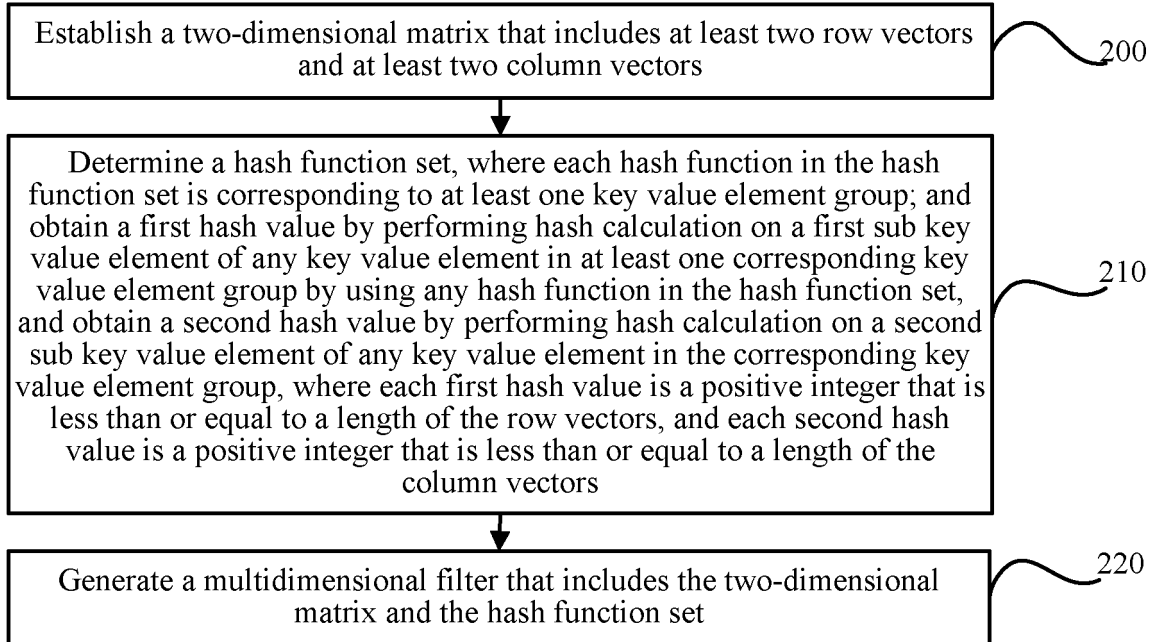 Establish a two-dimensional matrix that includes at least two row vectors
and at least two column vectors
200
Determine a hash function set, where each hash function in the hash
function set is corresponding to at least one key value element group; and
obtain a first hash value by performing hash calculation on a first sub key
value element of any key value element in at least one corresponding key
value element group by using any hash function in the hash function set,
and obtain a second hash value by performing hash calculation on a second
sub key value element of any key value element in the corresponding key
value element group, where each first hash value is a positive integer that is
less than or equal to a length of the row vectors, and each second hash
value is a positive integer that is less than or equal to a length of the
column vectors
210
Generate a multidimensional filter that includes the two-dimensional
matrix and the hash function set
220